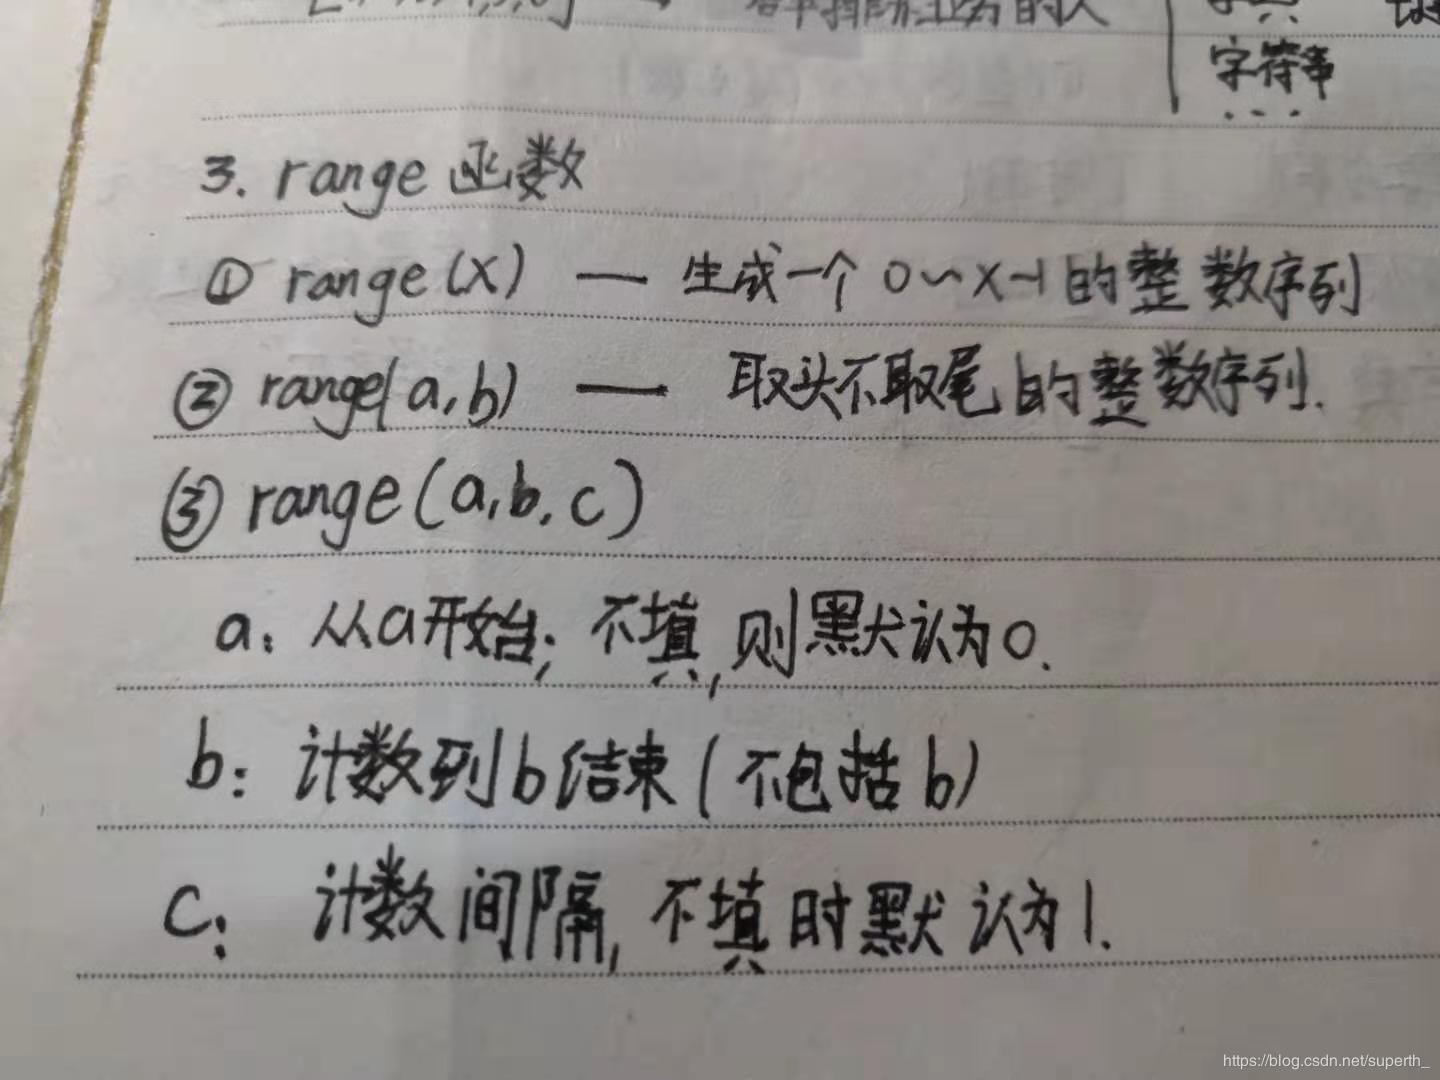 字符串
...
3. range 函数
① range(x) — 生成一个 0~x-1 的整数序列
② range(a,b) — 取头不取尾的整数序列.
③ range(a,b,c)
a: 从a开始; 不填,则默认为0.
b: 计数到b结束(不包括b)
c: 计数间隔,不填时默认为1.
https://blog.csdn.net/superth_